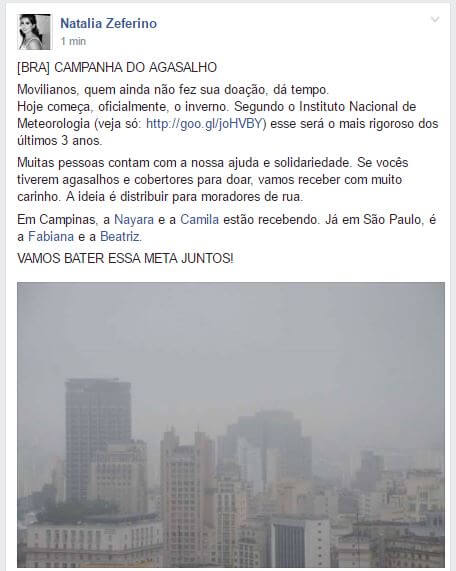 Natalia Zeferino
1 min
[BRA] CAMPANHA DO AGASALHO
Movilianos, quem ainda não fez sua doação, dá tempo.
Hoje começa, oficialmente, o inverno. Segundo o Instituto Nacional de
Meteorologia (veja só: http://goo.gl/joHVBY) esse será o mais rigoroso dos
últimos 3 anos.
Muitas pessoas contam com a nossa ajuda e solidariedade. Se vocês
tiverem agasalhos e cobertores para doar, vamos receber com muito
carinho. A ideia é distribuir para moradores de rua.
Em Campinas, a Nayara e a Camila estão recebendo. Já em São Paulo, é
a Fabiana e a Beatriz.
VAMOS BATER ESSA META JUNTOS!